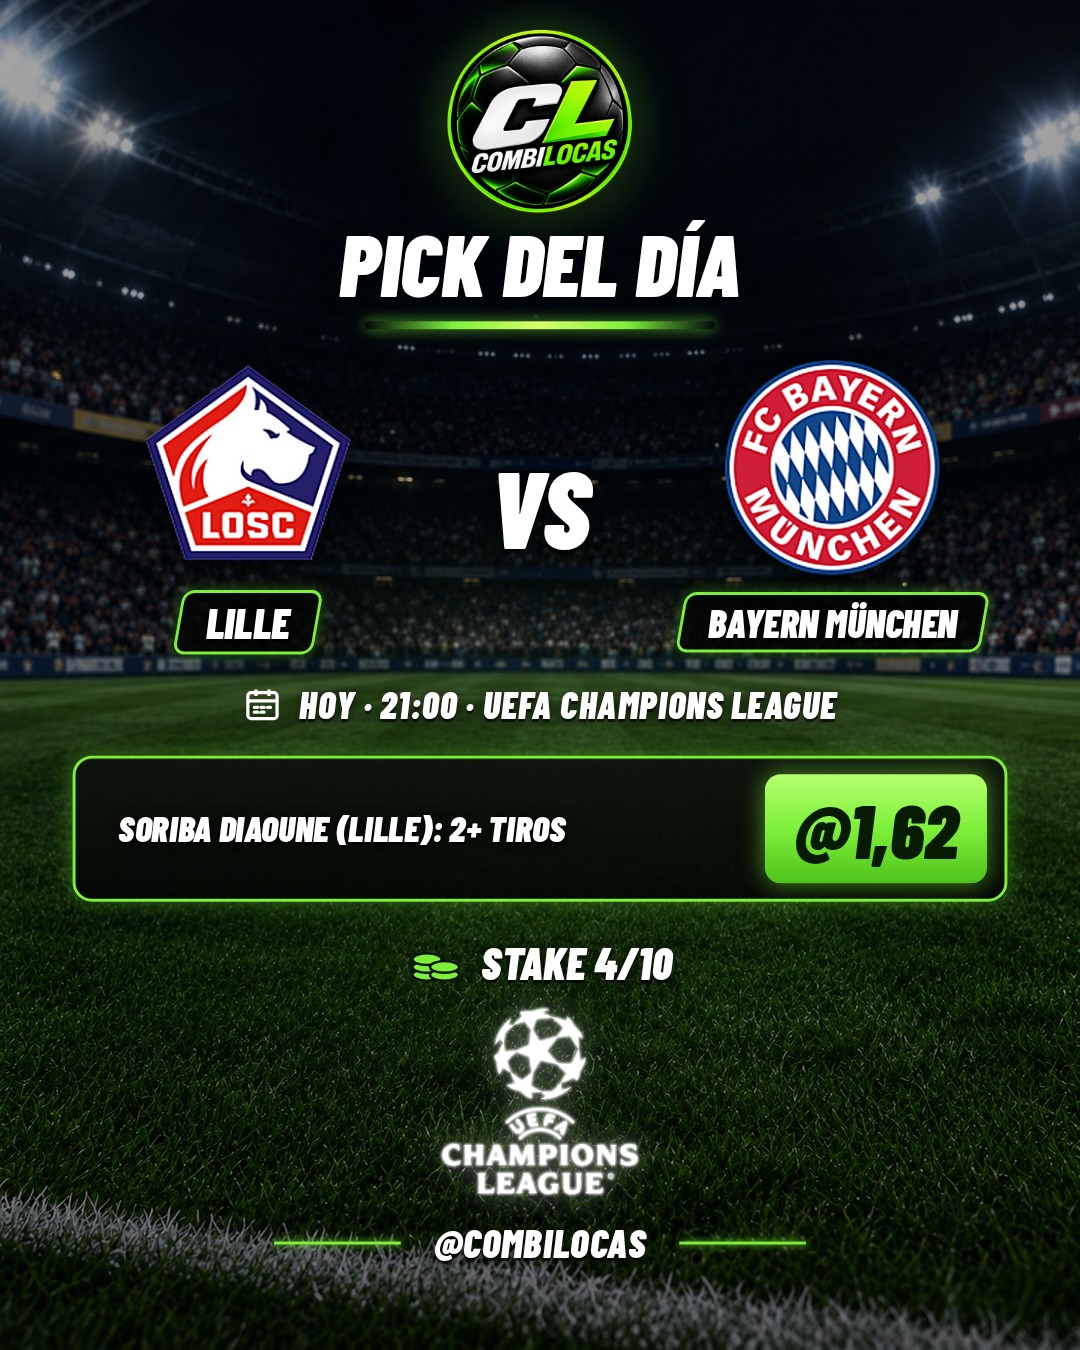 CL
COMBILOCAS
PICK DEL DÍA
LOSC
VS
FC BAYERN
MÜNCHEN
LILLE
BAYERN MÜNCHEN
HOY · 21:00 · UEFA CHAMPIONS LEAGUE
SORIBA DIAOUNE (LILLE): 2+ TIROS
@1,62
STAKE 4/10
UEFA
CHAMPIONS
LEAGUE®
@COMBILOCAS